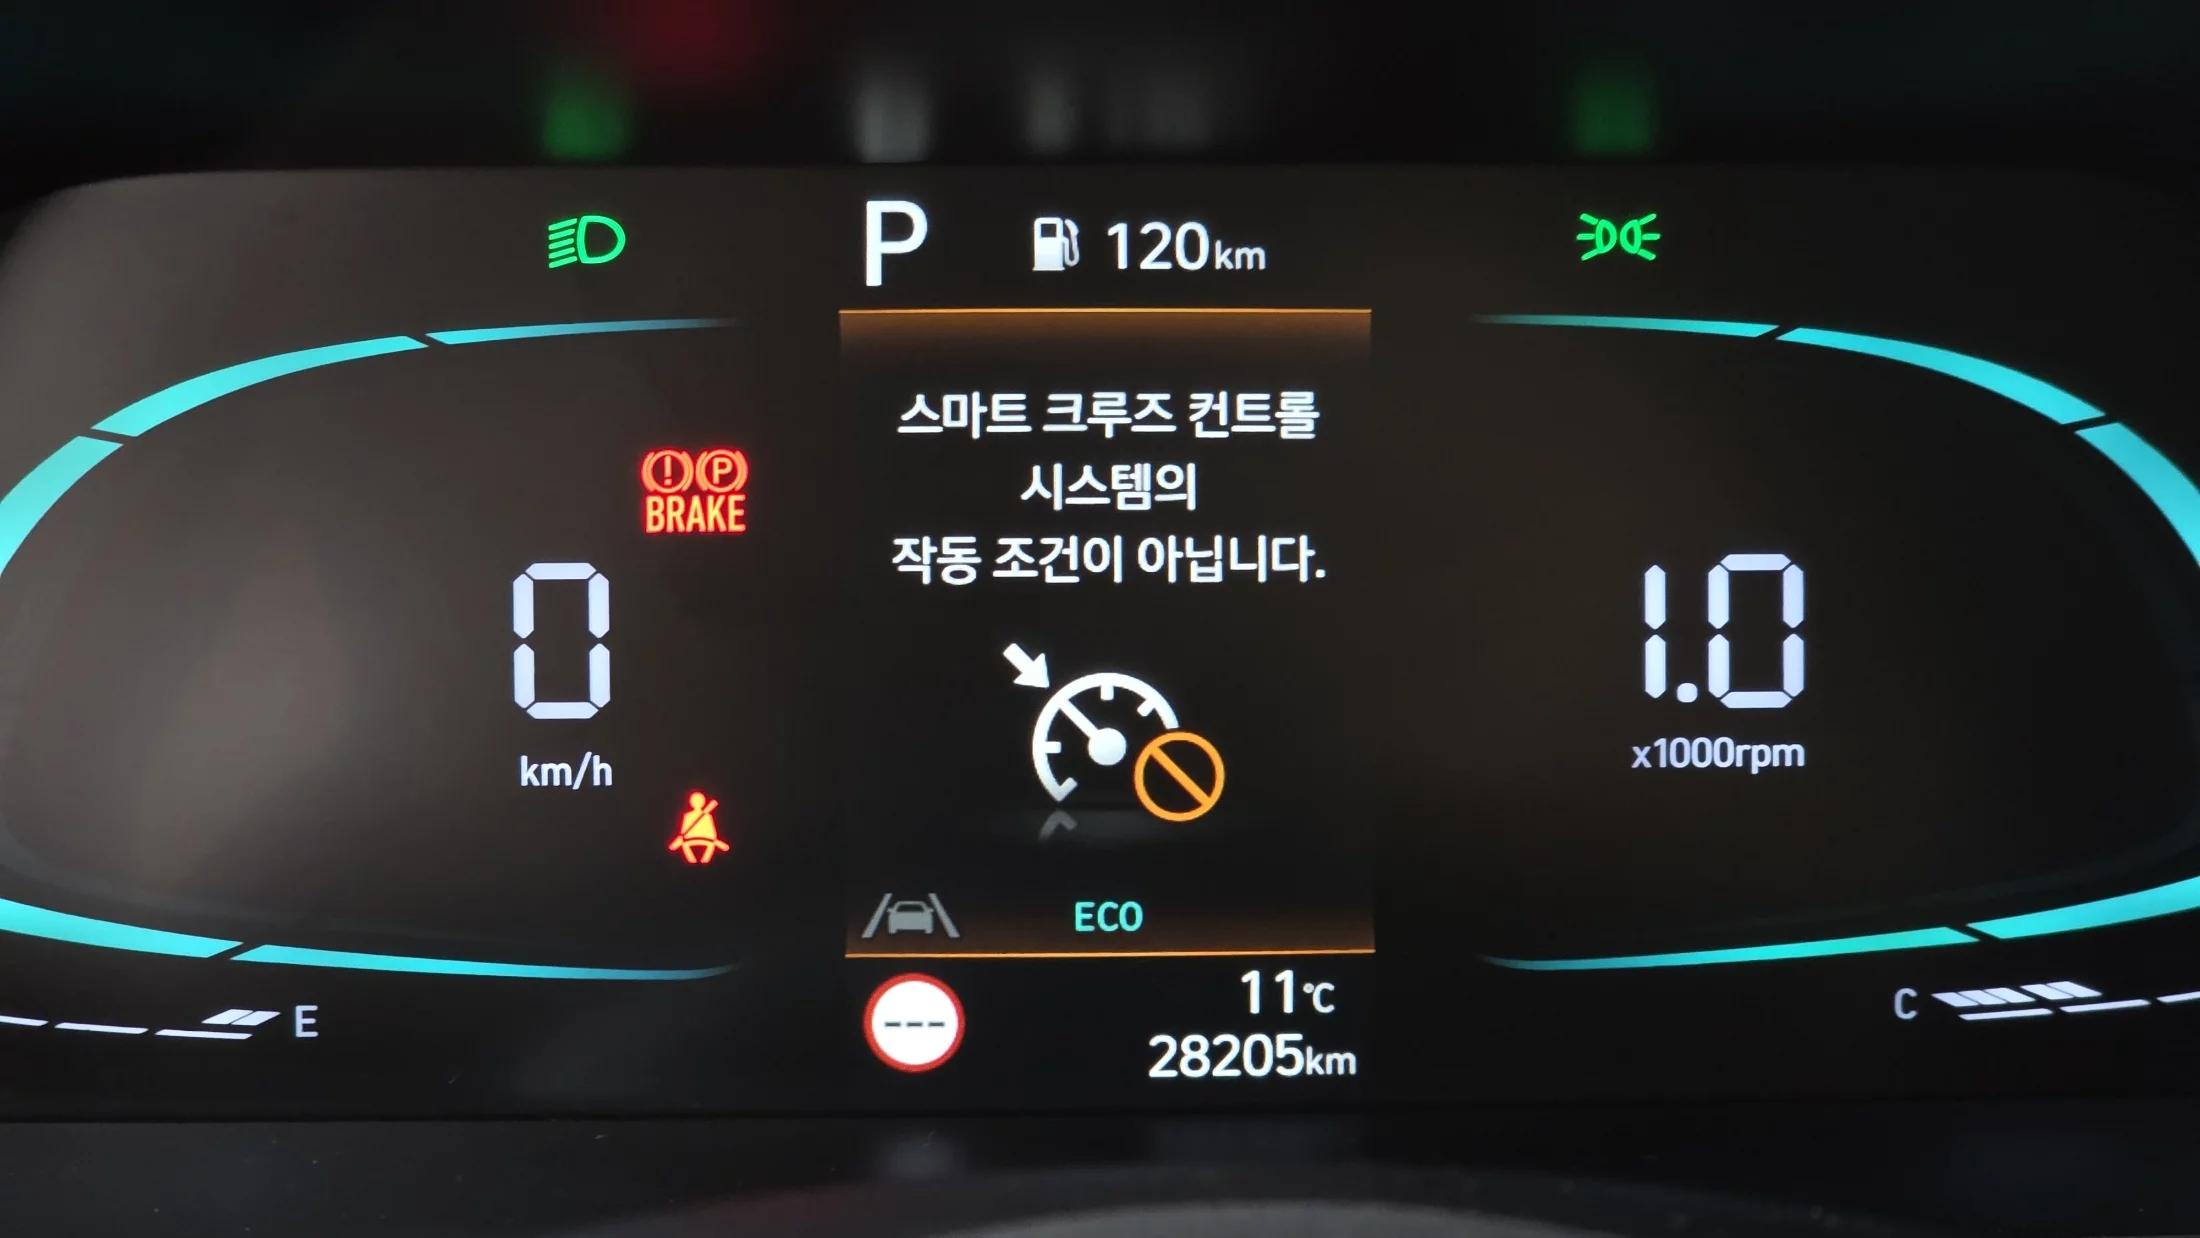 P
120km
스마트 크루즈 컨트롤
시스템의
작동 조건이 아닙니다.
(!) (P)
BRAKE
0
km/h
1.0
x1000rpm
ECO
---
11℃
28205km
E
C